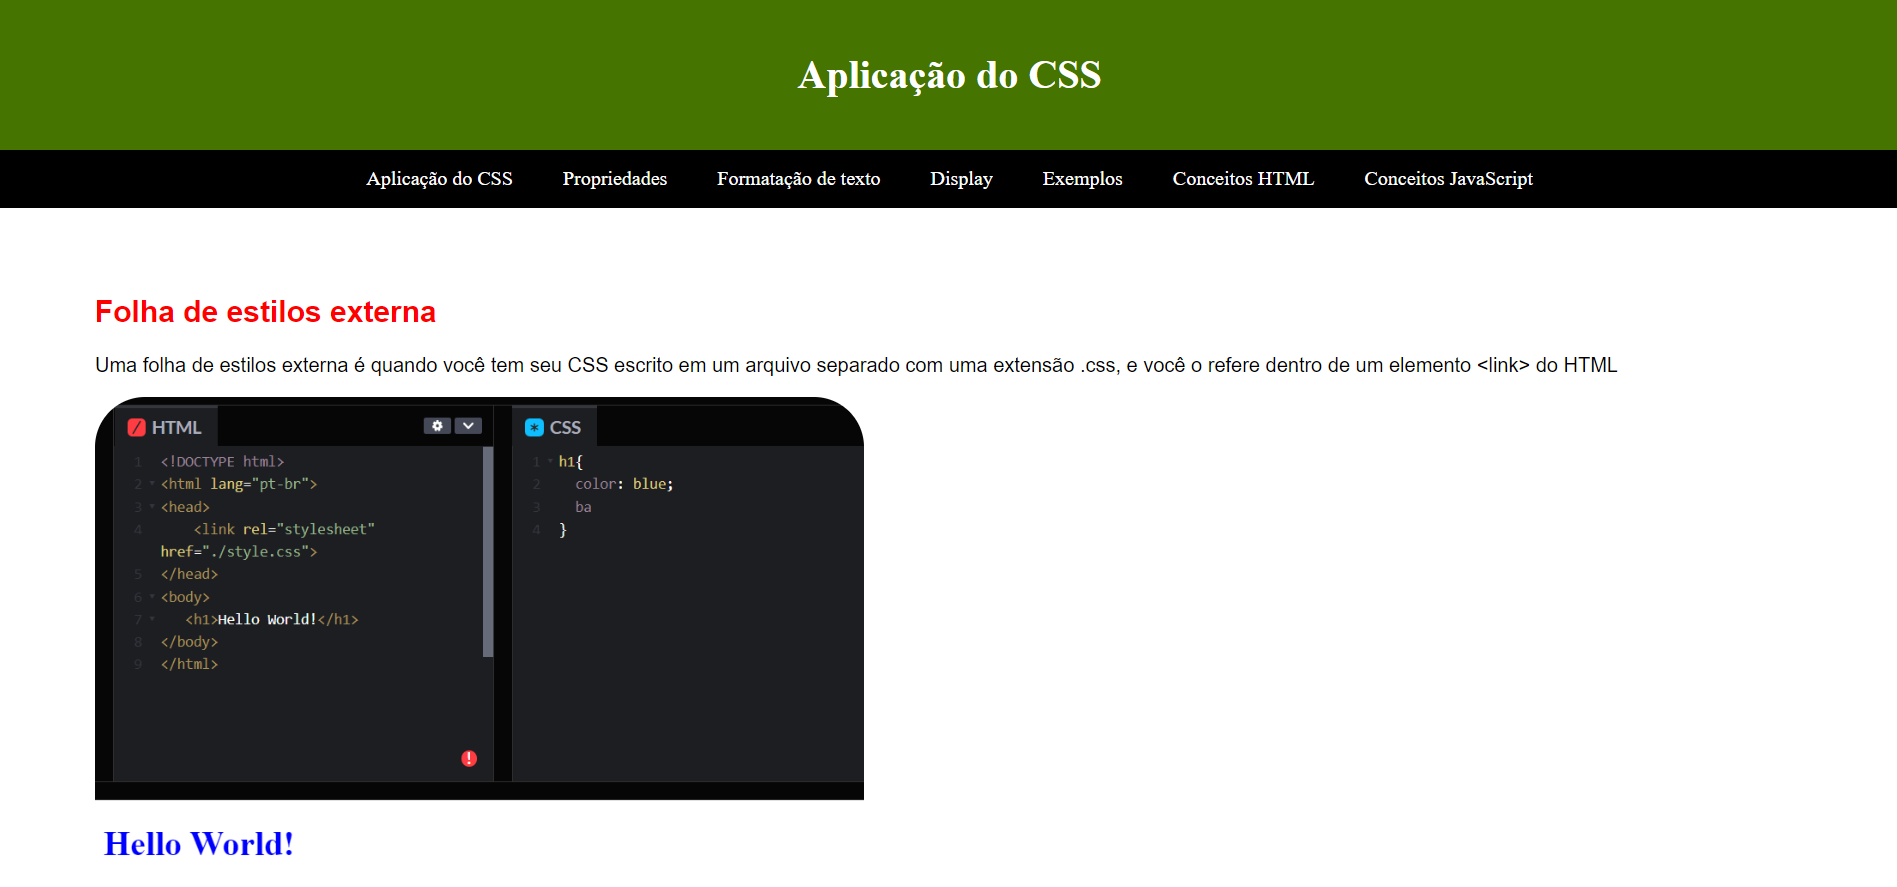 Aplicação do CSS
Aplicação do CSS Propriedades Formatação de texto Display Exemplos Conceitos HTML Conceitos JavaScript
Folha de estilos externa
Uma folha de estilos externa é quando você tem seu CSS escrito em um arquivo separado com uma extensão .css, e você o refere dentro de um elemento <link> do HTML
/ HTML
1 <!DOCTYPE html>
2 <html lang="pt-br">
3 <head>
4 <link rel="stylesheet"
href="./style.css">
5 </head>
6 <body>
7 <h1>Hello World!</h1>
8 </body>
9 </html>
* CSS
1 h1{
2 color: blue;
3 ba
4 }
Hello World!